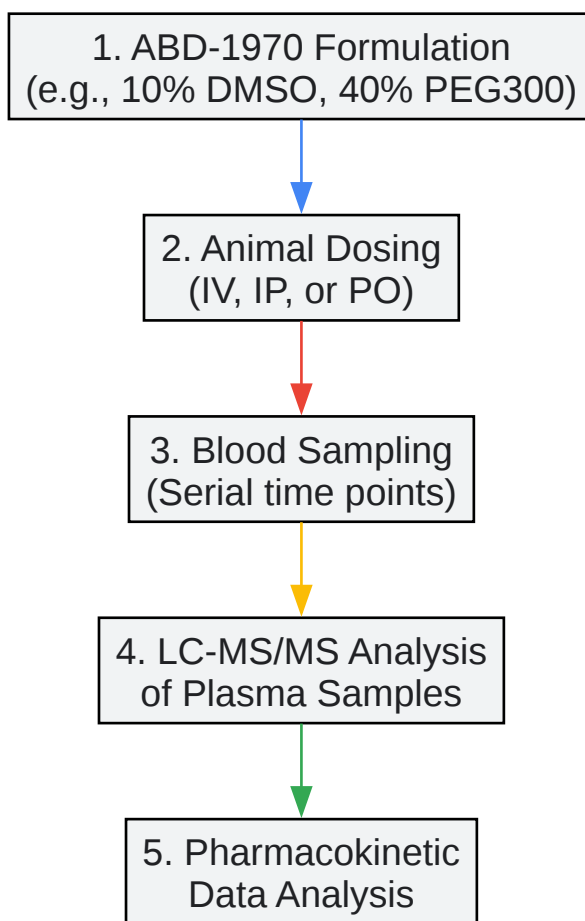 1. ABD-1970 Formulation
(e.g., 10% DMSO, 40% PEG300)
2. Animal Dosing
(IV, IP, or PO)
3. Blood Sampling
(Serial time points)
4. LC-MS/MS Analysis
of Plasma Samples
5. Pharmacokinetic
Data Analysis